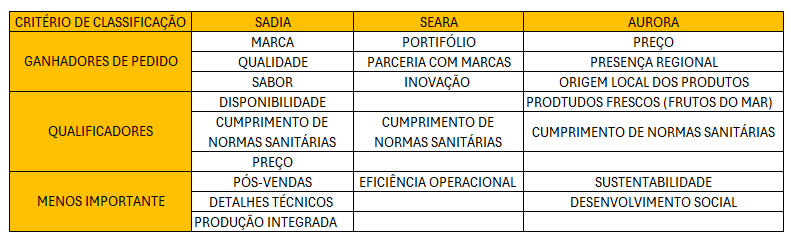 CRITÉRIO DE CLASSIFICAÇÃO SADIA SEARA AURORA
GANHADORES DE PEDIDO
MARCA PORTIFÓLIO PREÇO
QUALIDADE PARCERIA COM MARCAS PRESENÇA REGIONAL
SABOR INOVAÇÃO ORIGEM LOCAL DOS PRODUTOS
QUALIFICADORES
DISPONIBILIDADE PRODTUDOS FRESCOS (FRUTOS DO MAR)
CUMPRIMENTO DE
NORMAS SANITÁRIAS
CUMPRIMENTO DE
NORMAS SANITÁRIAS
CUMPRIMENTO DE NORMAS SANITÁRIAS
PREÇO
MENOS IMPORTANTE
PÓS-VENDAS EFICIÊNCIA OPERACIONAL SUSTENTABILIDADE
DETALHES TÉCNICOS DESENVOLVIMENTO SOCIAL
PRODUÇÃO INTEGRADA